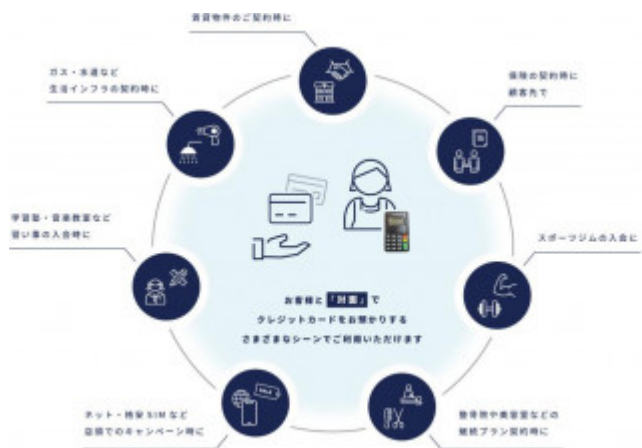 賃貸物件のご契約時に
ガス・水道など
生活インフラの契約時に
保険の契約時に
顧客先で
学習塾・音楽教室など
習い事の入会時に
スポーツジムの入会に
お客様に「対面」で
クレジットカードをお預かりする
さまざまなシーンでご利用いただけます
ネット・格安SIMなど
店頭でのキャンペーン時に
整骨院や美容室などの
継続プラン契約時に